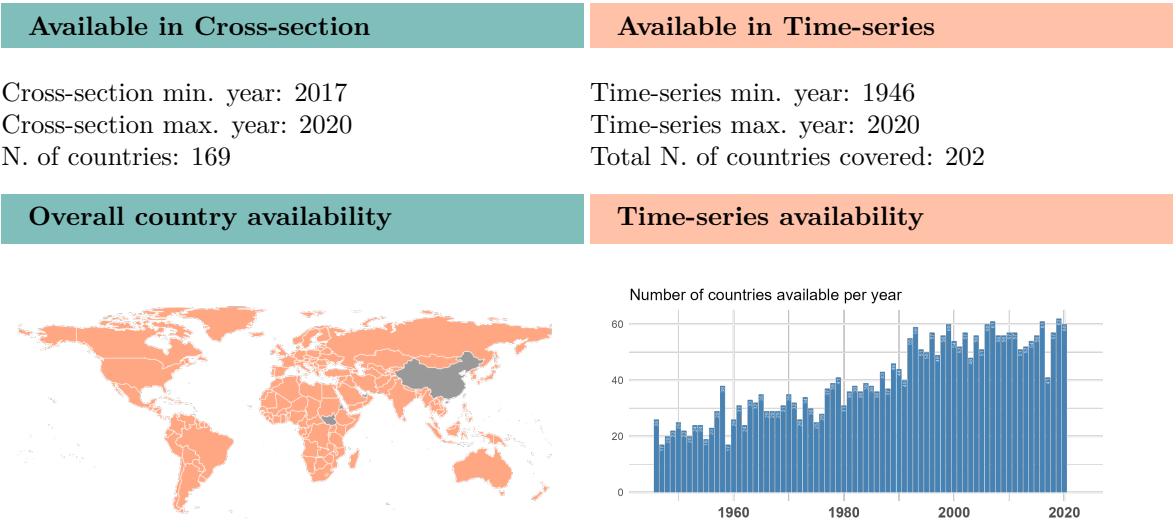 Available in Cross-section
Available in Time-series
Cross-section min. year: 2017
Cross-section max. year: 2020
N. of countries: 169
Time-series min. year: 1946
Time-series max. year: 2020
Total N. of countries covered: 202
Overall country availability
Time-series availability
Number of countries available per year
60
40
20
0
1960
1980
2000
2020